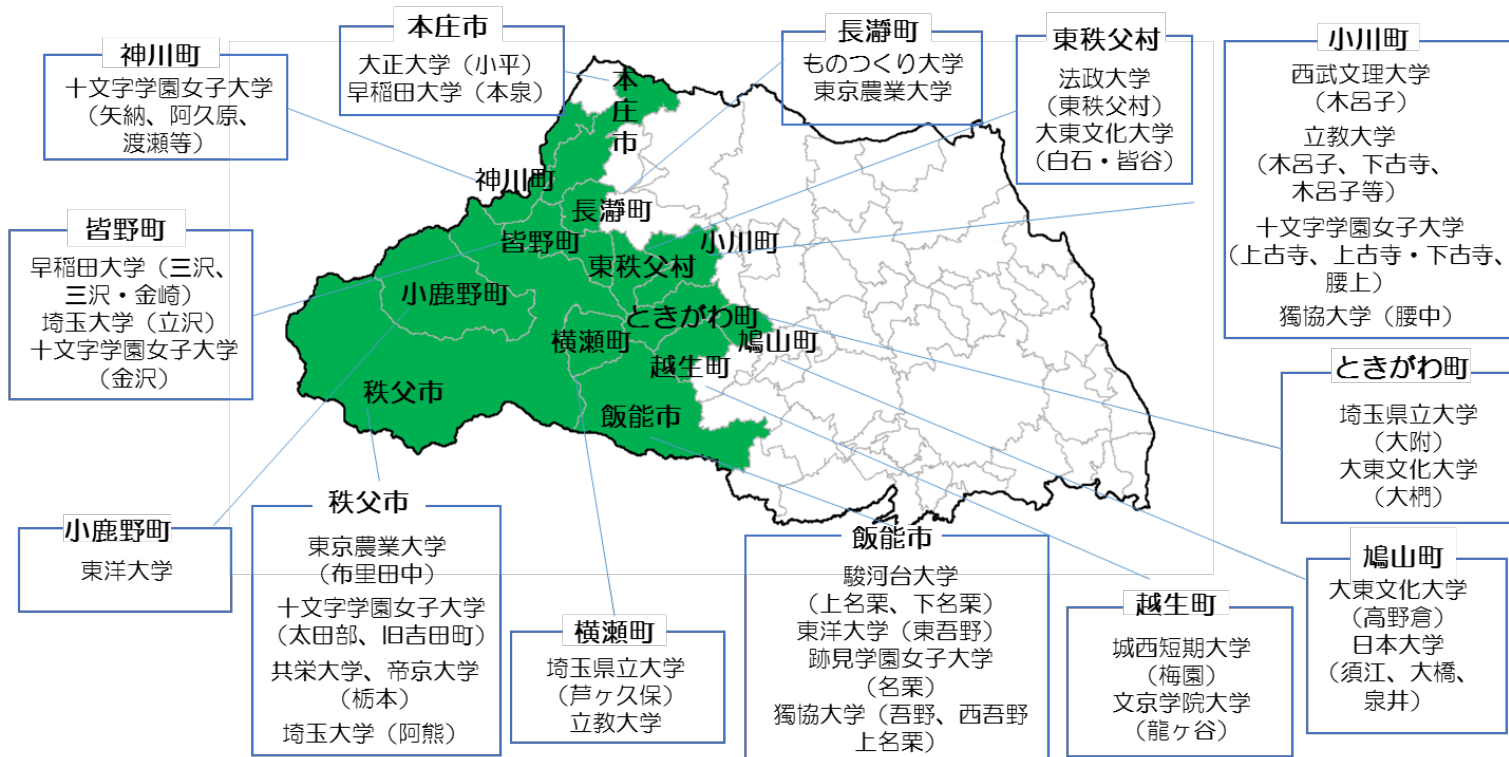 神川町
十文字学園女子大学
（矢納、阿久原、
渡瀬等）
本庄市
大正大学（小平）
早稲田大学（本泉）
長瀞町
ものつくり大学
東京農業大学
東秩父村
法政大学
（東秩父村）
大東文化大学
（白石・皆谷）
小川町
西武文理大学
（木呂子）
立教大学
（木呂子、下古寺、
木呂子等）
十文字学園女子大学
（上古寺、上古寺・下古寺、
腰上）
獨協大学（腰中）
皆野町
早稲田大学（三沢、
三沢・金崎）
埼玉大学（立沢）
十文字学園女子大学
（金沢）
本庄市
神川町
長瀞町
皆野町
小川町
東秩父村
小鹿野町
ときがわ町
横瀬町
鳩山町
越生町
秩父市
飯能市
ときがわ町
埼玉県立大学
（大附）
大東文化大学
（大椚）
小鹿野町
東洋大学
秩父市
東京農業大学
（布里田中）
十文字学園女子大学
（太田部、旧吉田町）
共栄大学、帝京大学
（栃本）
埼玉大学（阿熊）
横瀬町
埼玉県立大学
（芦ヶ久保）
立教大学
飯能市
駿河台大学
（上名栗、下名栗）
東洋大学（東吾野）
跡見学園女子大学
（名栗）
獨協大学（吾野、西吾野
上名栗）
越生町
城西短期大学
（梅園）
文京学院大学
（龍ヶ谷）
鳩山町
大東文化大学
（高野倉）
日本大学
（須江、大橋、
泉井）